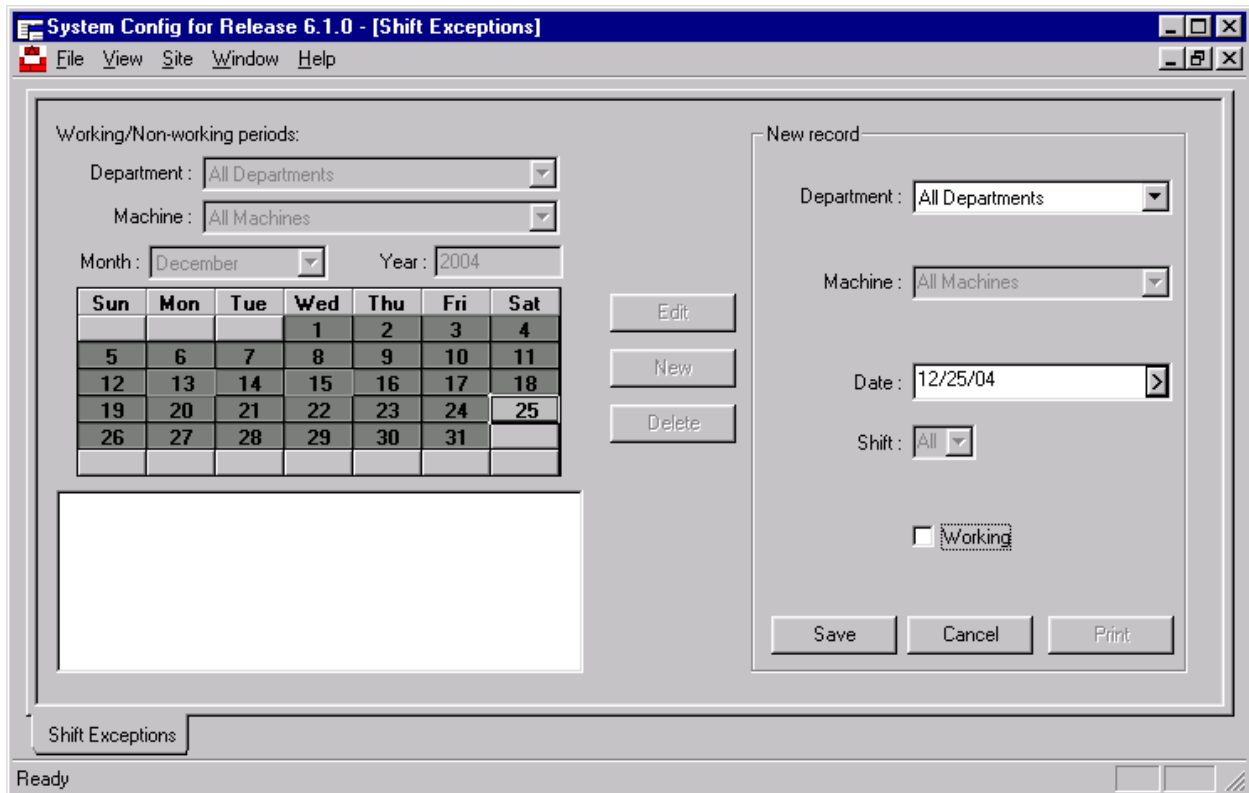 System Config for Release 6.1.0 - [Shift Exceptions]
File View Site Window Help
Working/Non-working periods:
Department : All Departments
Machine : All Machines
Month : December Year : 2004
Sun Mon Tue Wed Thu Fri Sat
1 2 3 4
5 6 7 8 9 10 11
12 13 14 15 16 17 18
19 20 21 22 23 24 25
26 27 28 29 30 31
Edit
New
Delete
New record
Department : All Departments
Machine : All Machines
Date : 12/25/04
Shift : All
Working
Save Cancel Print
Shift Exceptions
Ready